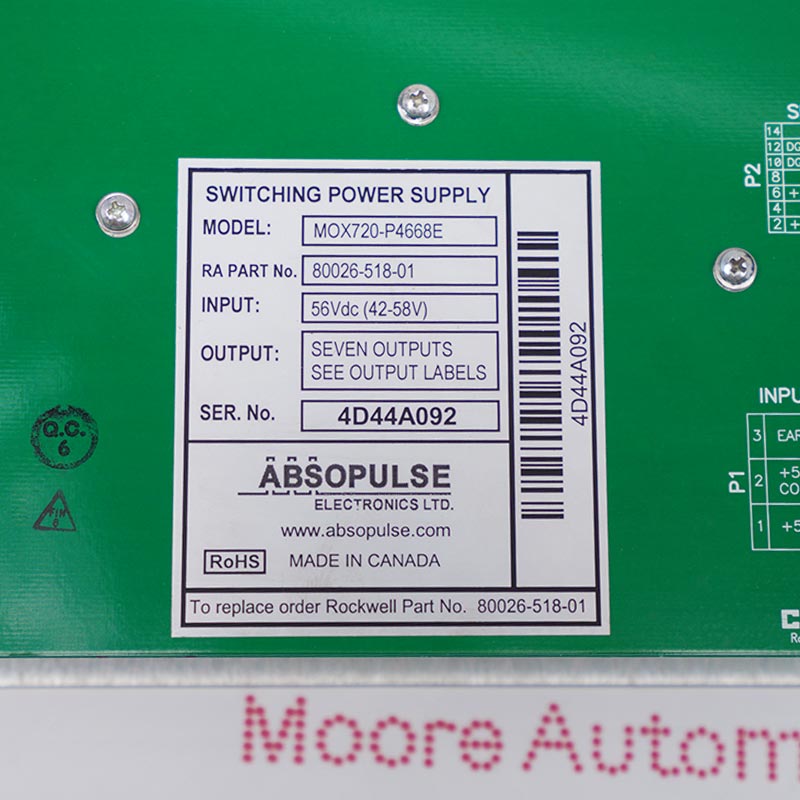 SWITCHING POWER SUPPLY
MODEL: MOX720-P4668E
RA PART No. 80026-518-01
INPUT: 56Vdc (42-58V)
OUTPUT: SEVEN OUTPUTS
SEE OUTPUT LABELS
SER. No. 4D44A092
4D44A092
ABSOPULSE
ELECTRONICS LTD.
www.absopulse.com
RoHS MADE IN CANADA
To replace order Rockwell Part No. 80026-518-01
Q.C.
6
P2
14
12
10
8
6 +
4
2 +
P1
3
2
1
Moore